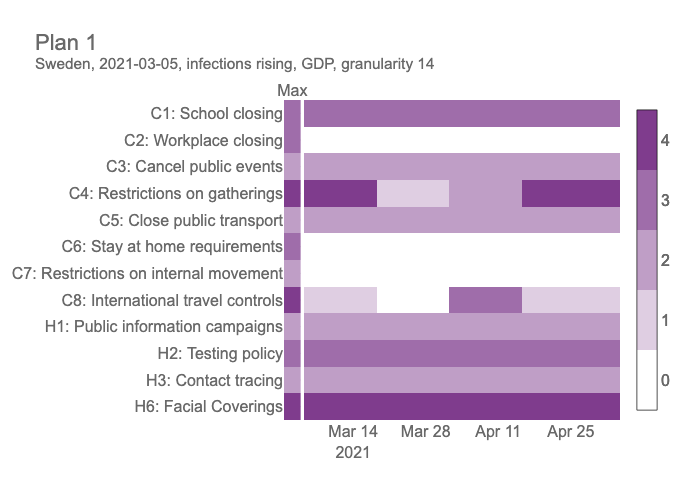 Plan 1
Sweden, 2021-03-05, infections rising, GDP, granularity 14
Max
C1: School closing
C2: Workplace closing
C3: Cancel public events
C4: Restrictions on gatherings
C5: Close public transport
C6: Stay at home requirements
C7: Restrictions on internal movement
C8: International travel controls
H1: Public information campaigns
H2: Testing policy
H3: Contact tracing
H6: Facial Coverings
Mar 14 Mar 28 Apr 11 Apr 25
2021
4
3
2
1
0